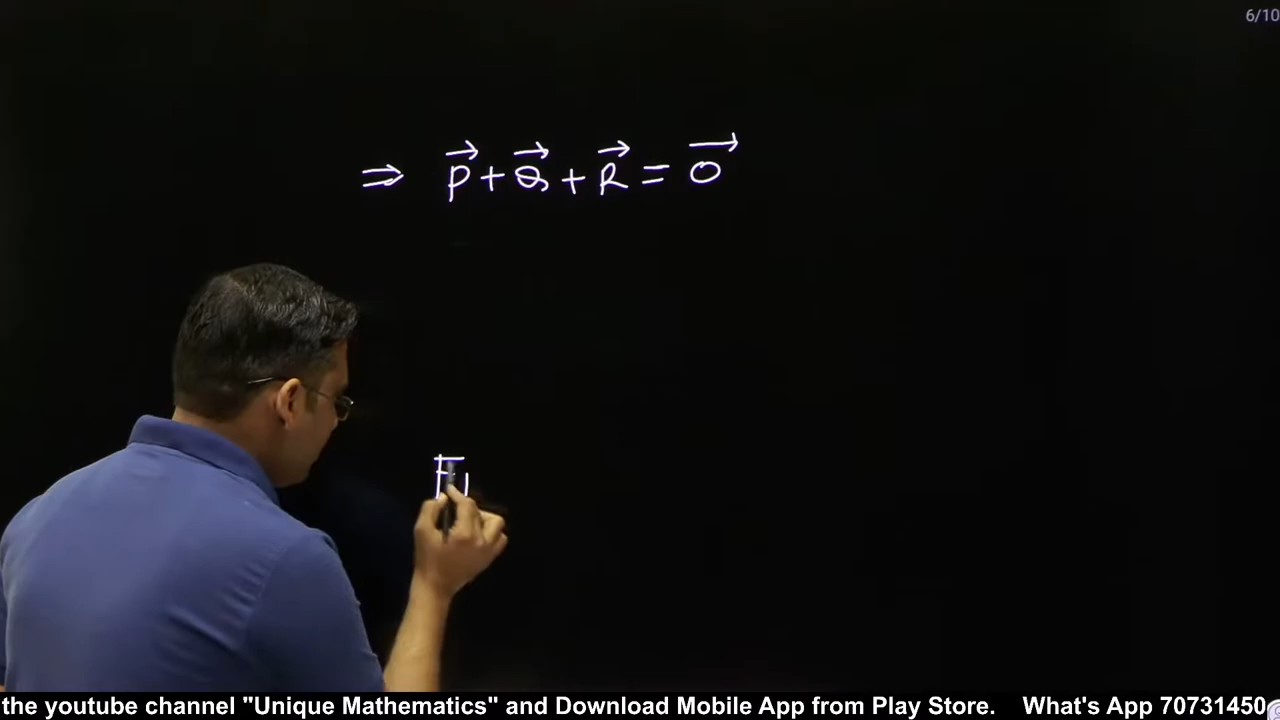 6/10
⇒ P⃗ + Q⃗ + R⃗ = 0⃗
F
the youtube channel "Unique Mathematics" and Download Mobile App from Play Store. What's App 70731450